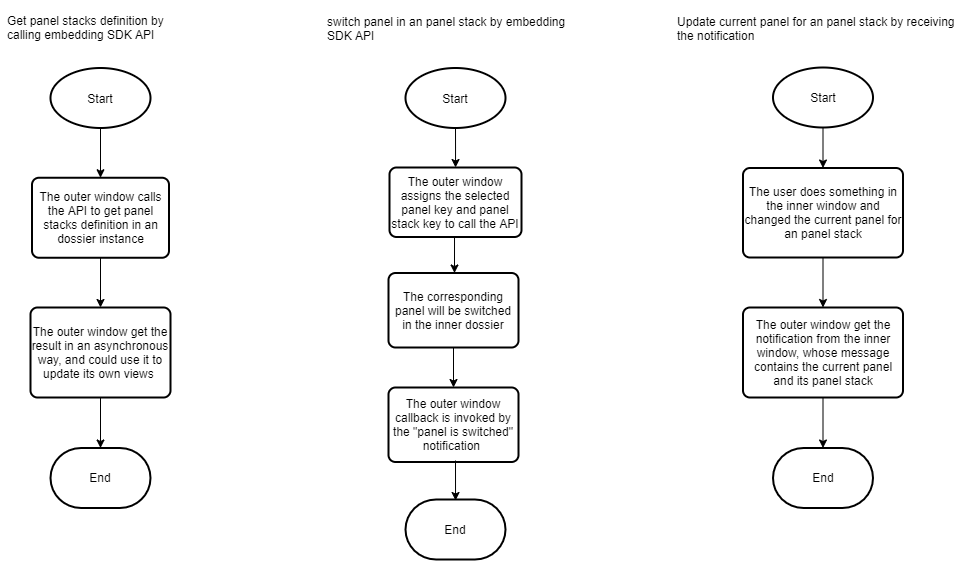 Get panel stacks definition by
calling embedding SDK API
Start
The outer window calls
the API to get panel
stacks definition in an
dossier instance
The outer window get the
result in an asynchronous
way, and could use it to
update its own views
End
switch panel in an panel stack by embedding
SDK API
Start
The outer window
assigns the selected
panel key and panel
stack key to call the API
The corresponding
panel will be switched
in the inner dossier
The outer window
callback is invoked by
the "panel is switched"
notification
End
Update current panel for an panel stack by receiving
the notification
Start
The user does something in
the inner window and
changed the current panel for
an panel stack
The outer window get the
notification from the inner
window, whose message
contains the current panel
and its panel stack
End